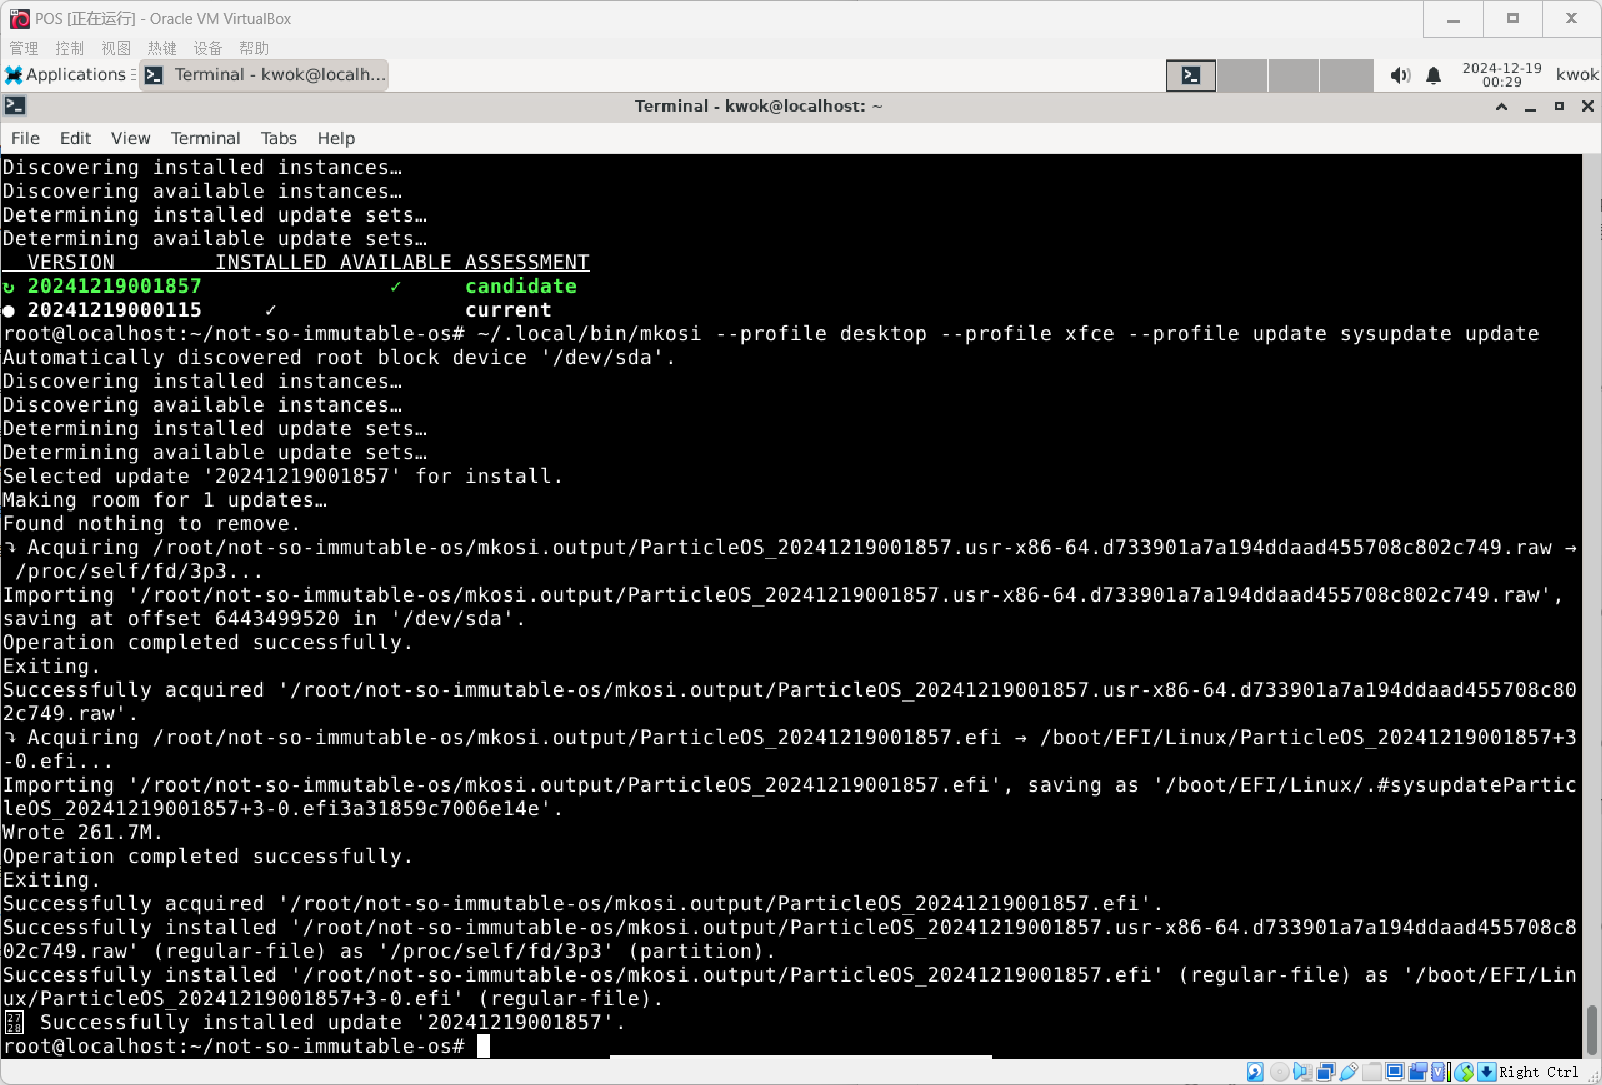 POS [正在运行] - Oracle VM VirtualBox
管理 控制 视图 热键 设备 帮助
Applications Terminal - kwok@localh... 2024-12-19 00:29 kwok
Terminal - kwok@localhost: ~
File Edit View Terminal Tabs Help
Discovering installed instances…
Discovering available instances…
Determining installed update sets…
Determining available update sets…
VERSION INSTALLED AVAILABLE ASSESSMENT
↻ 20241219001857 ✓ candidate
● 20241219000115 ✓ current
root@localhost:~/not-so-immutable-os# ~/.local/bin/mkosi --profile desktop --profile xfce --profile update sysupdate update
Automatically discovered root block device '/dev/sda'.
Discovering installed instances…
Discovering available instances…
Determining installed update sets…
Determining available update sets…
Selected update '20241219001857' for install.
Making room for 1 updates…
Found nothing to remove.
⤵ Acquiring /root/not-so-immutable-os/mkosi.output/ParticleOS_20241219001857.usr-x86-64.d733901a7a194ddaad455708c802c749.raw →
/proc/self/fd/3p3...
Importing '/root/not-so-immutable-os/mkosi.output/ParticleOS_20241219001857.usr-x86-64.d733901a7a194ddaad455708c802c749.raw',
saving at offset 6443499520 in '/dev/sda'.
Operation completed successfully.
Exiting.
Successfully acquired '/root/not-so-immutable-os/mkosi.output/ParticleOS_20241219001857.usr-x86-64.d733901a7a194ddaad455708c80
2c749.raw'.
⤵ Acquiring /root/not-so-immutable-os/mkosi.output/ParticleOS_20241219001857.efi → /boot/EFI/Linux/ParticleOS_20241219001857+3
-0.efi...
Importing '/root/not-so-immutable-os/mkosi.output/ParticleOS_20241219001857.efi', saving as '/boot/EFI/Linux/.#sysupdatePartic
leOS_20241219001857+3-0.efi3a31859c7006e14e'.
Wrote 261.7M.
Operation completed successfully.
Exiting.
Successfully acquired '/root/not-so-immutable-os/mkosi.output/ParticleOS_20241219001857.efi'.
Successfully installed '/root/not-so-immutable-os/mkosi.output/ParticleOS_20241219001857.usr-x86-64.d733901a7a194ddaad455708c8
02c749.raw' (regular-file) as '/proc/self/fd/3p3' (partition).
Successfully installed '/root/not-so-immutable-os/mkosi.output/ParticleOS_20241219001857.efi' (regular-file) as '/boot/EFI/Lin
ux/ParticleOS_20241219001857+3-0.efi' (regular-file).
Successfully installed update '20241219001857'.
root@localhost:~/not-so-immutable-os#
Right Ctrl